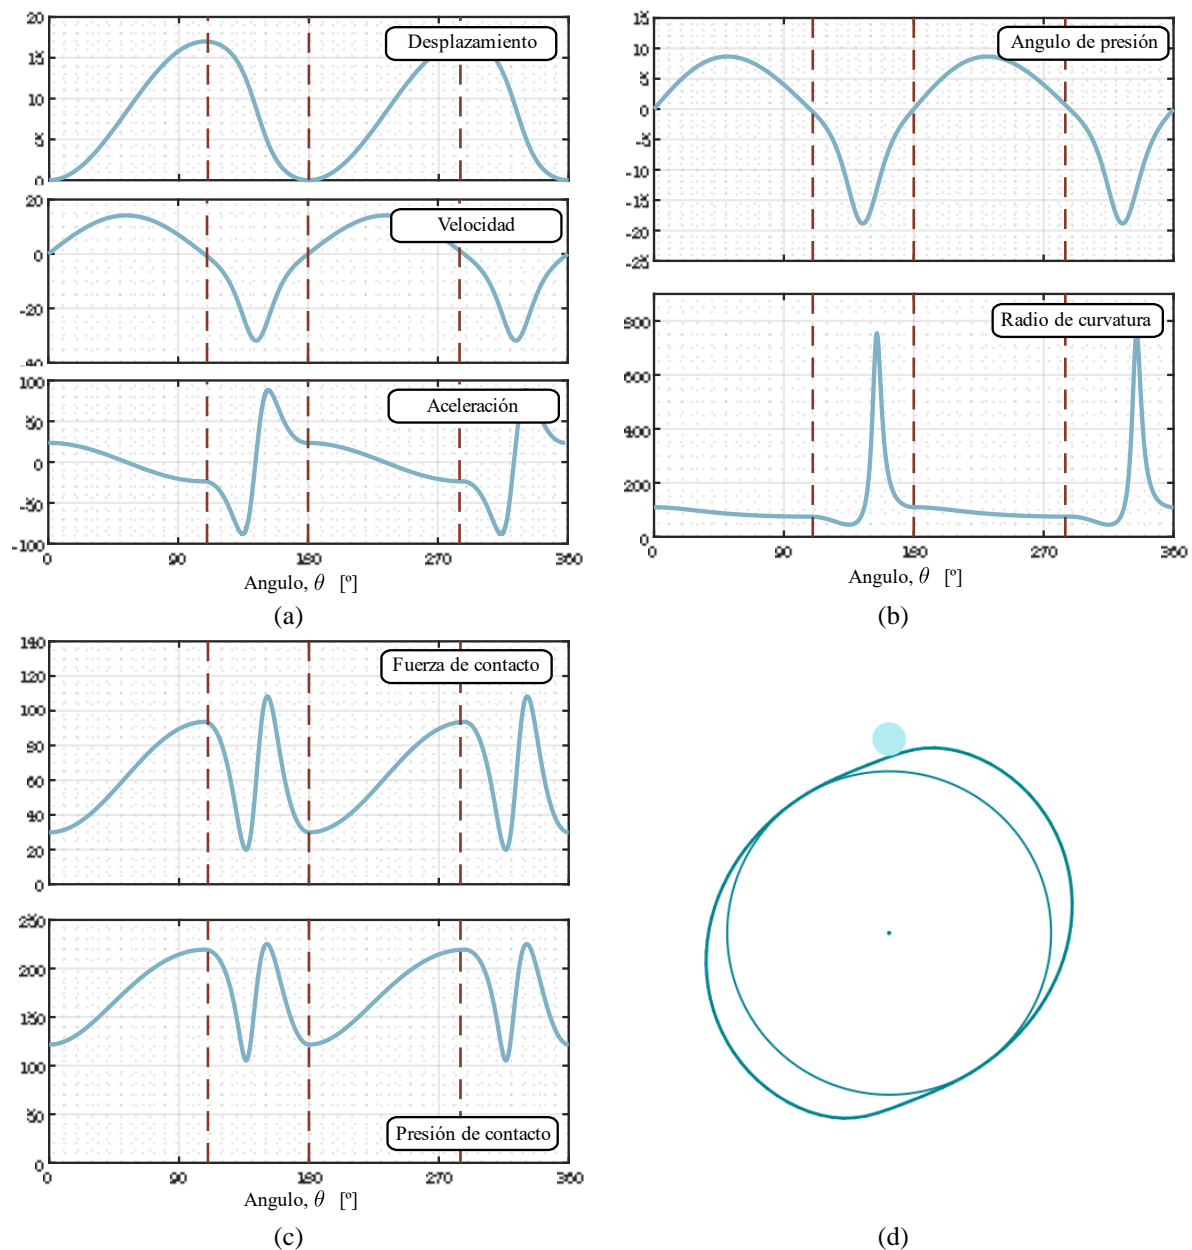 20
15
10
5
0
Desplazamiento
20
0
-20
-40
Velocidad
100
50
0
-50
-100
Aceleración
0 90 180 270 360
Angulo, θ [º]
(a)
15
10
5
0
-5
-10
-15
-20
-25
Angulo de presión
800
600
400
200
0
Radio de curvatura
0 90 180 270 360
Angulo, θ [º]
(b)
140
120
100
80
60
40
20
0
Fuerza de contacto
250
200
150
100
50
0
Presión de contacto
0 90 180 270 360
Angulo, θ [º]
(c)
(d)